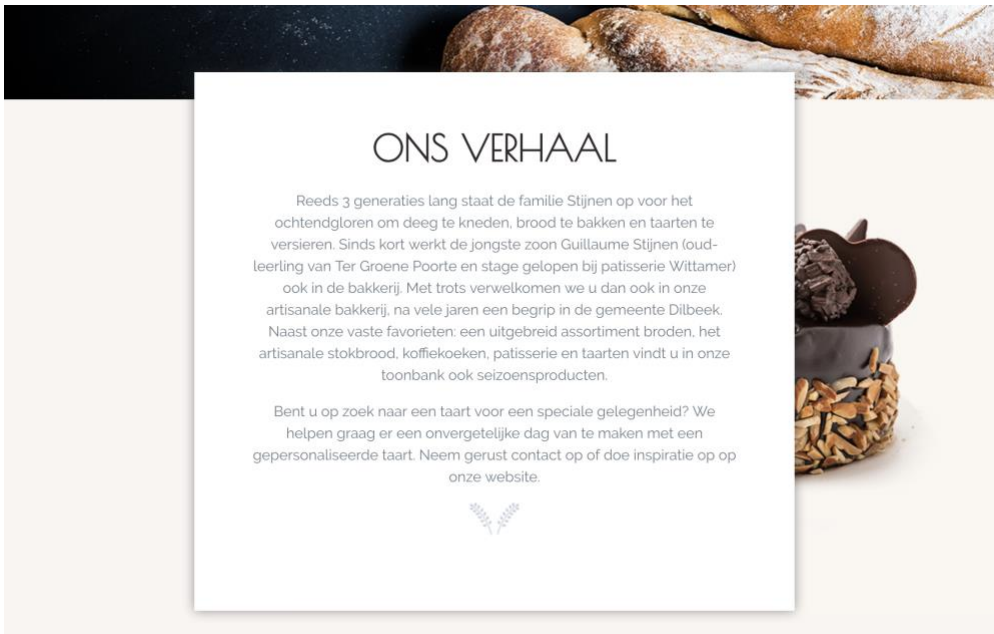 ONS VERHAAL
Reeds 3 generaties lang staat de familie Stijnen op voor het
ochtendgloren om deeg te kneden, brood te bakken en taarten te
versieren. Sinds kort werkt de jongste zoon Guillaume Stijnen (oud-
leerling van Ter Groene Poorte en stage gelopen bij patisserie Wittamer)
ook in de bakkerij. Met trots verwelkomen we u dan ook in onze
artisanale bakkerij, na vele jaren een begrip in de gemeente Dilbeek.
Naast onze vaste favorieten: een uitgebreid assortiment broden, het
artisanale stokbrood, koffiekoeken, patisserie en taarten vindt u in onze
toonbank ook seizoensproducten.
Bent u op zoek naar een taart voor een speciale gelegenheid? We
helpen graag er een onvergetelijke dag van te maken met een
gepersonaliseerde taart. Neem gerust contact op of doe inspiratie op op
onze website.